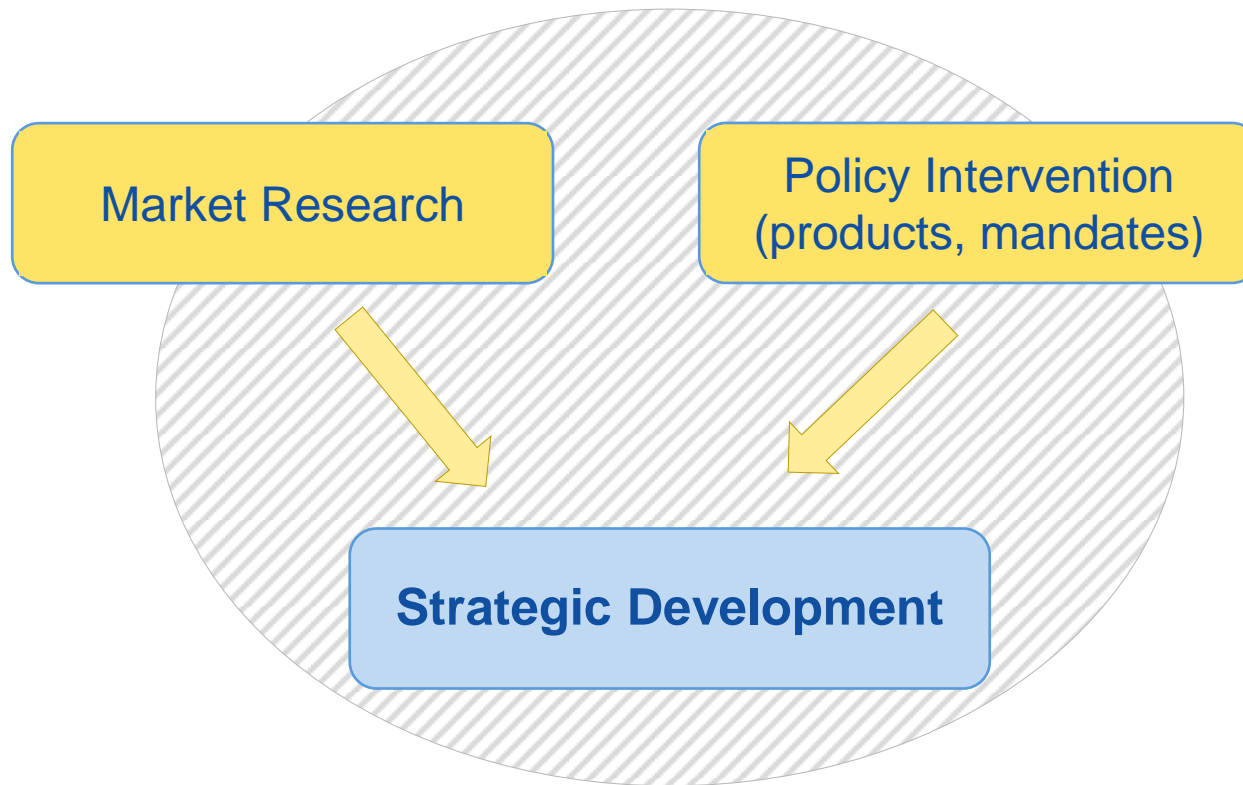 Market Research
Policy Intervention
(products, mandates)
Strategic Development